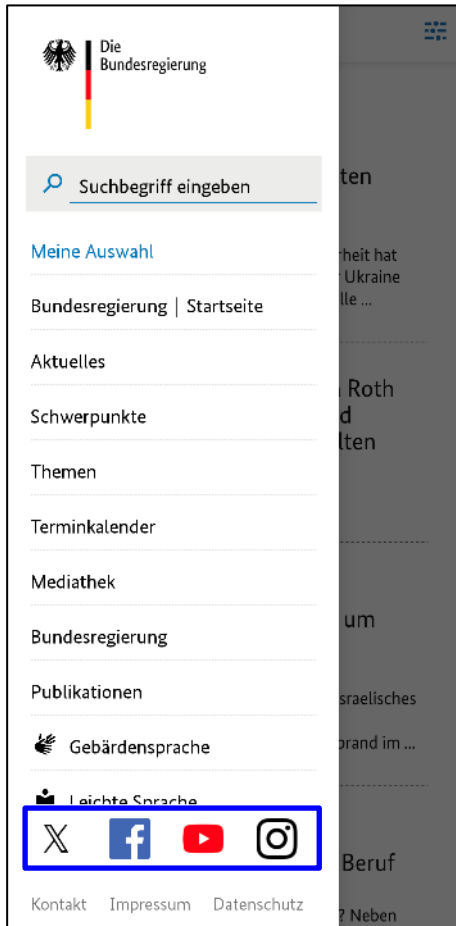 Die
Bundesregierung
Suchbegriff eingeben
Meine Auswahl
Bundesregierung | Startseite
Aktuelles
Schwerpunkte
Themen
Terminkalender
Mediathek
Bundesregierung
Publikationen
Gebärdensprache
Leichte Sprache
Kontakt Impressum Datenschutz
ten
rheit hat
Ukraine
lle ...
Roth
d
lten
um
sraelisches
brand im ...
Beruf
? Neben